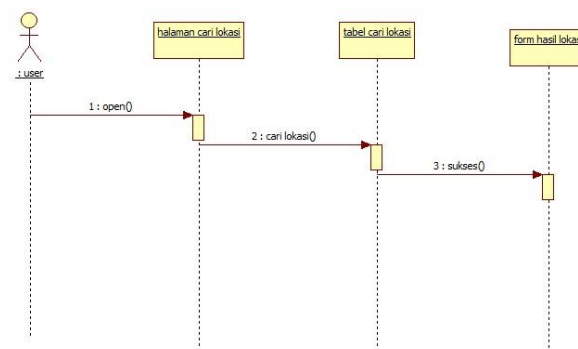 halaman cari lokasi
tabel cari lokasi
form hasil lokas
: user
1 : open()
2 : cari lokasi()
3 : sukses()